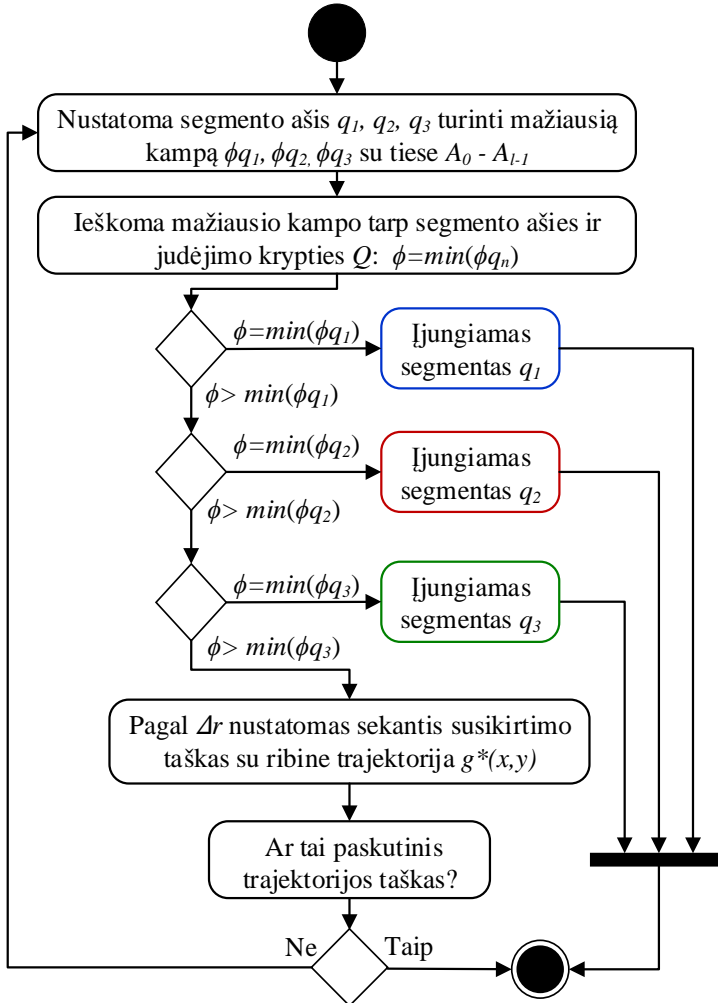 Nustatoma segmento ašis q₁, q₂, q₃ turinti mažiausią
kampą ϕq₁, ϕq₂, ϕq₃ su tiese A₀ - Aₗ₋₁
Ieškoma mažiausio kampo tarp segmento ašies ir
judėjimo krypties Q: ϕ=min(ϕqₙ)
ϕ=min(ϕq₁)
Įjungiamas
segmentas q₁
ϕ> min(ϕq₁)
ϕ=min(ϕq₂)
Įjungiamas
segmentas q₂
ϕ> min(ϕq₂)
ϕ=min(ϕq₃)
Įjungiamas
segmentas q₃
ϕ> min(ϕq₃)
Pagal Δr nustatomas sekantis susikirtimo
taškas su ribine trajektorija g*(x,y)
Ar tai paskutinis
trajektorijos taškas?
Ne
Taip